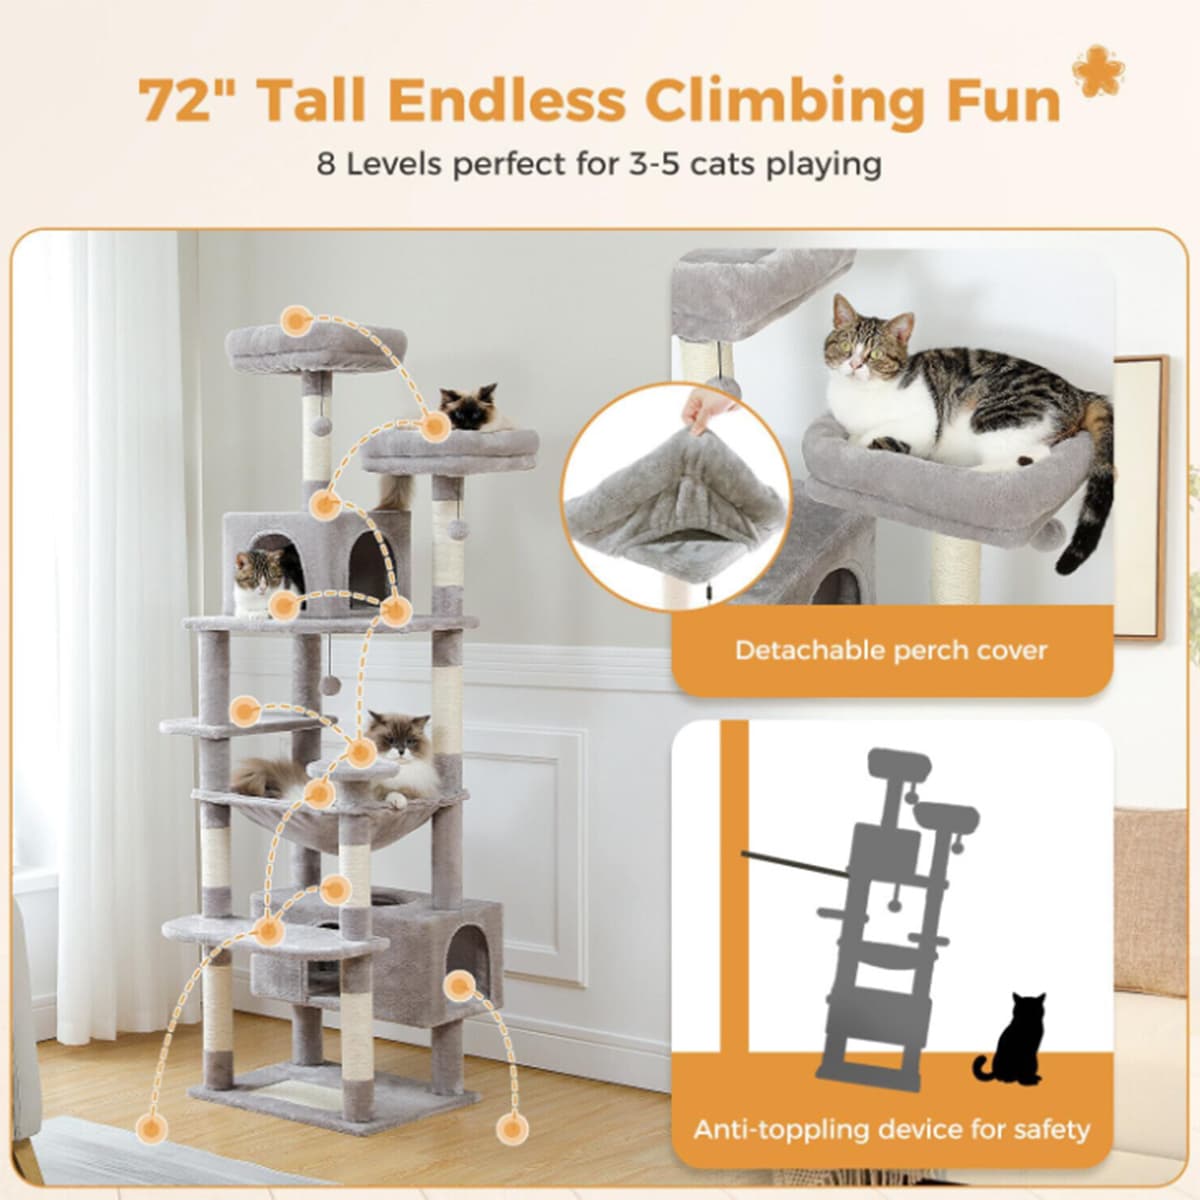 72" Tall Endless Climbing Fun
8 Levels perfect for 3-5 cats playing
Detachable perch cover
Anti-toppling device for safety